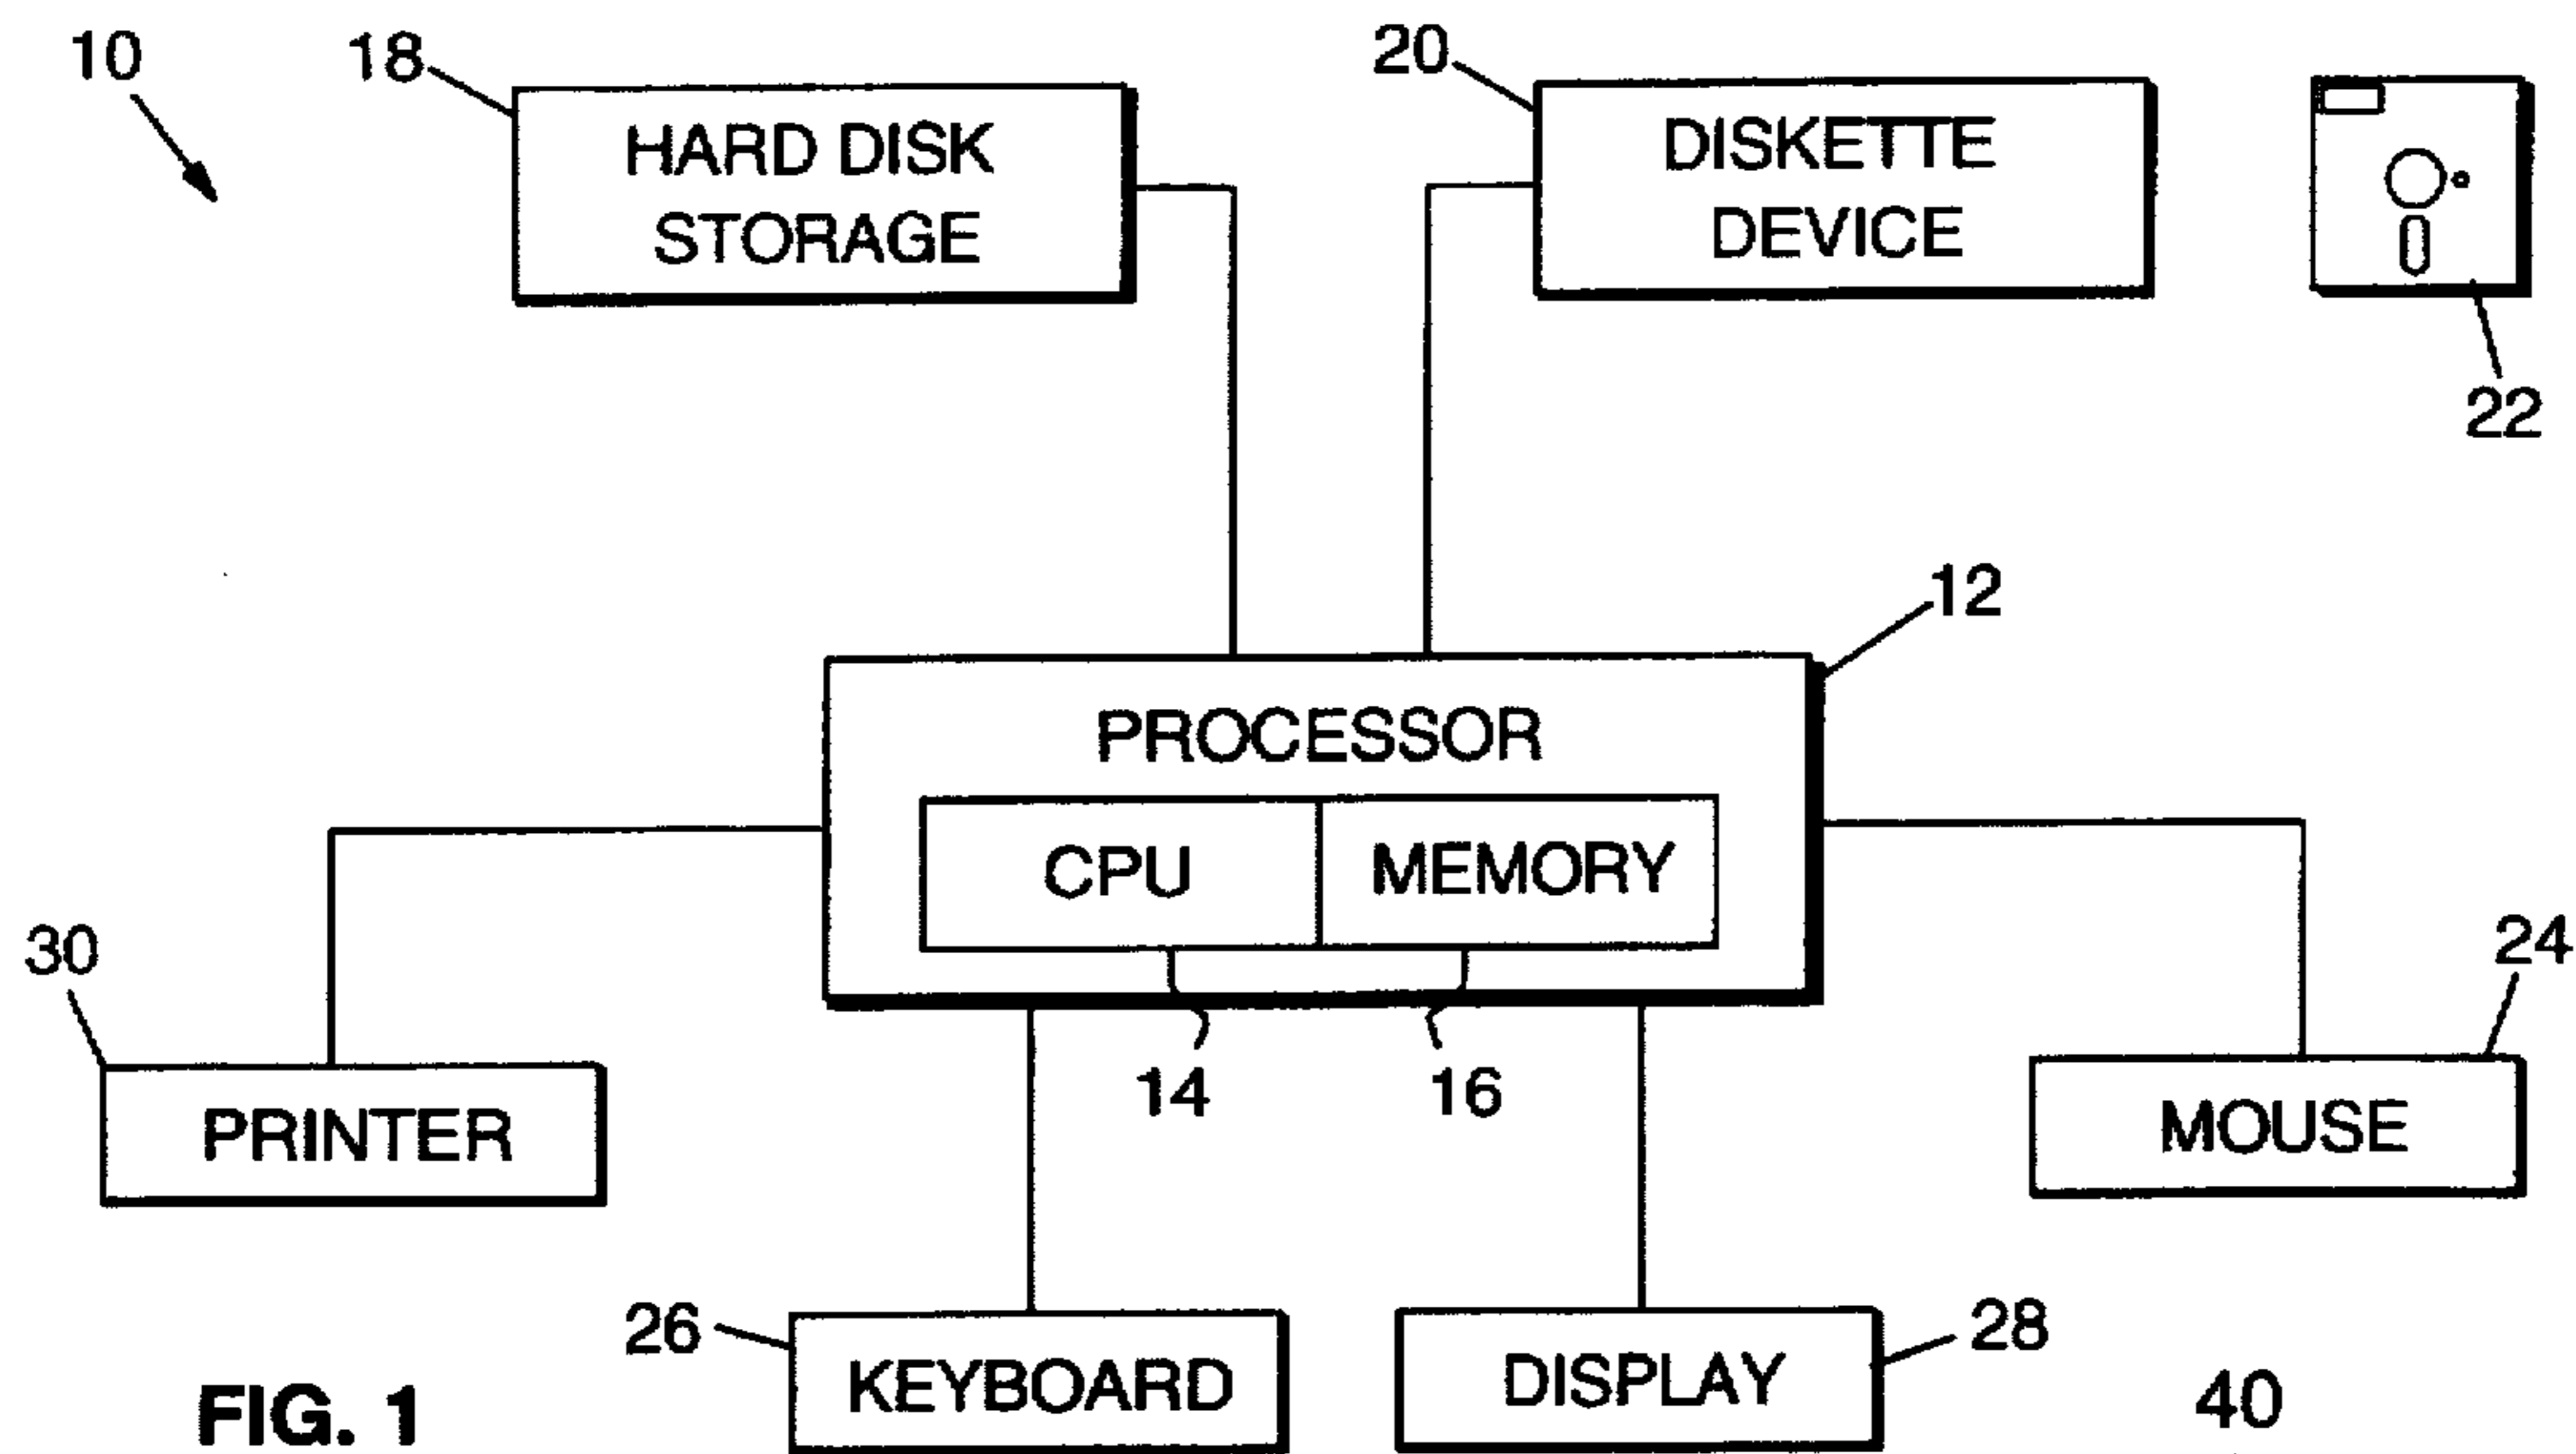 10
18
20
HARD DISK
STORAGE
DISKETTE
DEVICE
22
12
PROCESSOR
CPU
MEMORY
30
24
14
16
PRINTER
MOUSE
26
28
KEYBOARD
DISPLAY
FIG. 1
40